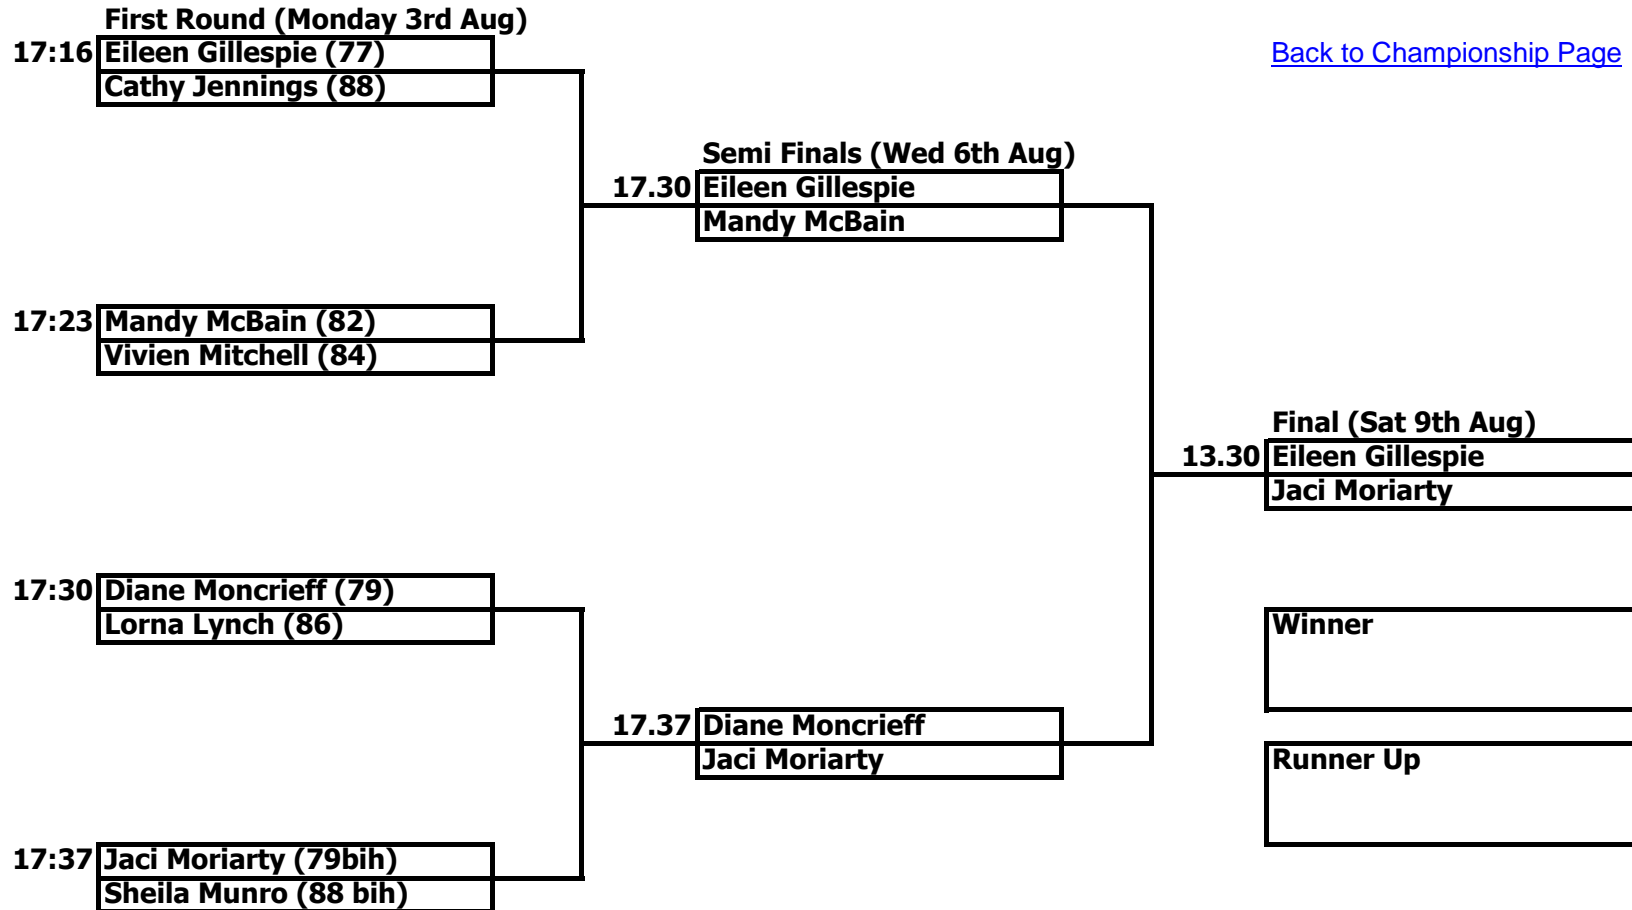 First Round (Monday 3rd Aug)
17:16 Eileen Gillespie (77)
Back to Championship Page
Cathy Jennings (88)
Semi Finals (Wed 6th Aug)
17.30 Eileen Gillespie
Mandy McBain
17:23 Mandy McBain (82)
Vivien Mitchell (84)
Final (Sat 9th Aug)
13.30 Eileen Gillespie
Jaci Moriarty
17:30 Diane Moncrieff (79)
Lorna Lynch (86)
Winner
17.37 Diane Moncrieff
Jaci Moriarty
Runner Up
17:37 Jaci Moriarty (79bih)
Sheila Munro (88 bih)